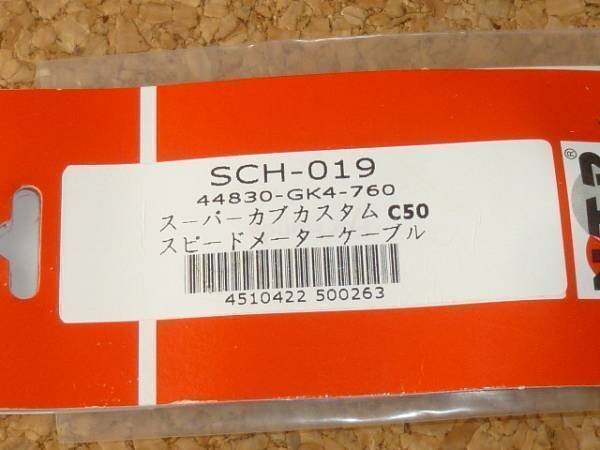 SCH-019
44830-GK4-760
スーパーカブカスタム C50
スピードメーターケーブル
4510422 500263
®